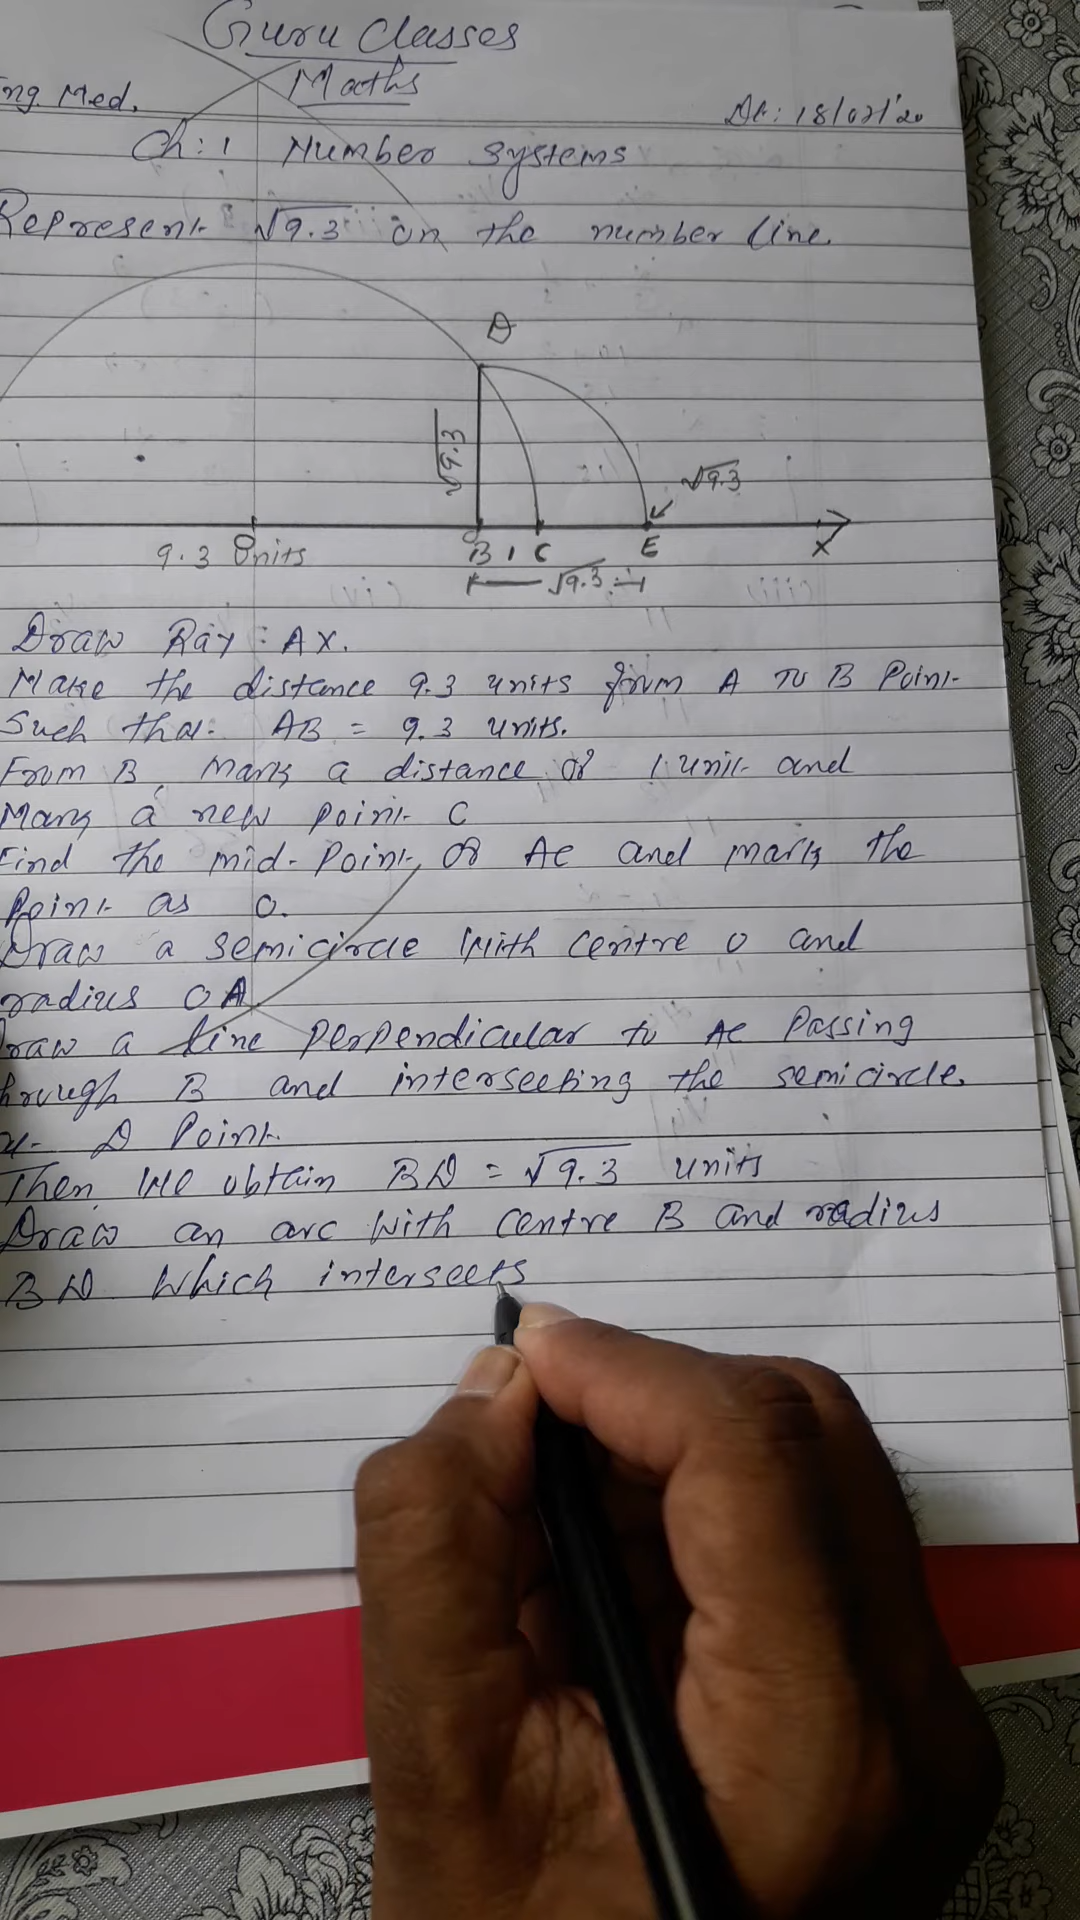 Guru Classes
Maths
Eng Med.
Dt: 18/07/'20
Ch: 1 Number Systems
Represent √9.3 on the number line.
D
√9.3
√9.3
9.3 Units
O
B 1 C
E
X
√9.3
Draw Ray: AX.
Make the distance 9.3 units from A to B Point
Such that AB = 9.3 units.
From B, Mark a distance of 1 unit and
Mark a new point C
Find the mid-Point of AC and mark the
Point as O.
Draw a semicircle with centre O and
radius OA
Draw a line perpendicular to AC Passing
through B and intersecting the semicircle.
at D Point.
Then we obtain BD = √9.3 units
Draw an arc with centre B and radius
BD which intersects